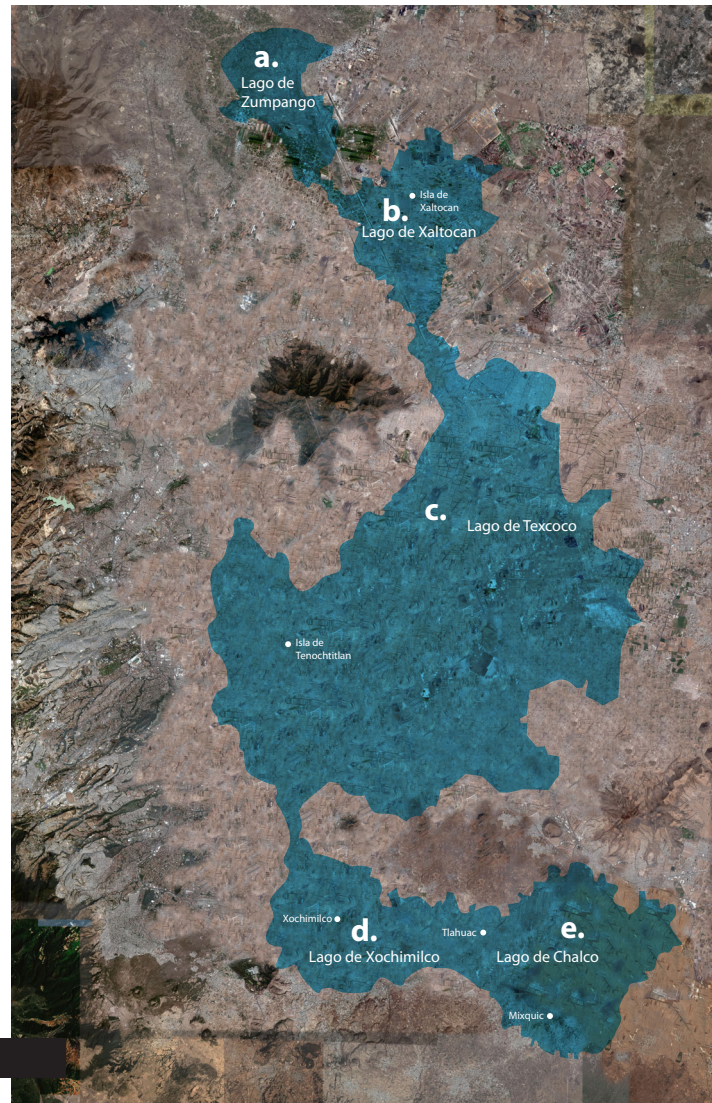 a.
Lago de
Zumpango
Isla de
Xaltocan
b.
Lago de Xaltocan
c.
Lago de Texcoco
Isla de
Tenochtitlan
Xochimilco
d.
Lago de Xochimilco
Tlahuac
e.
Lago de Chalco
Mixquic